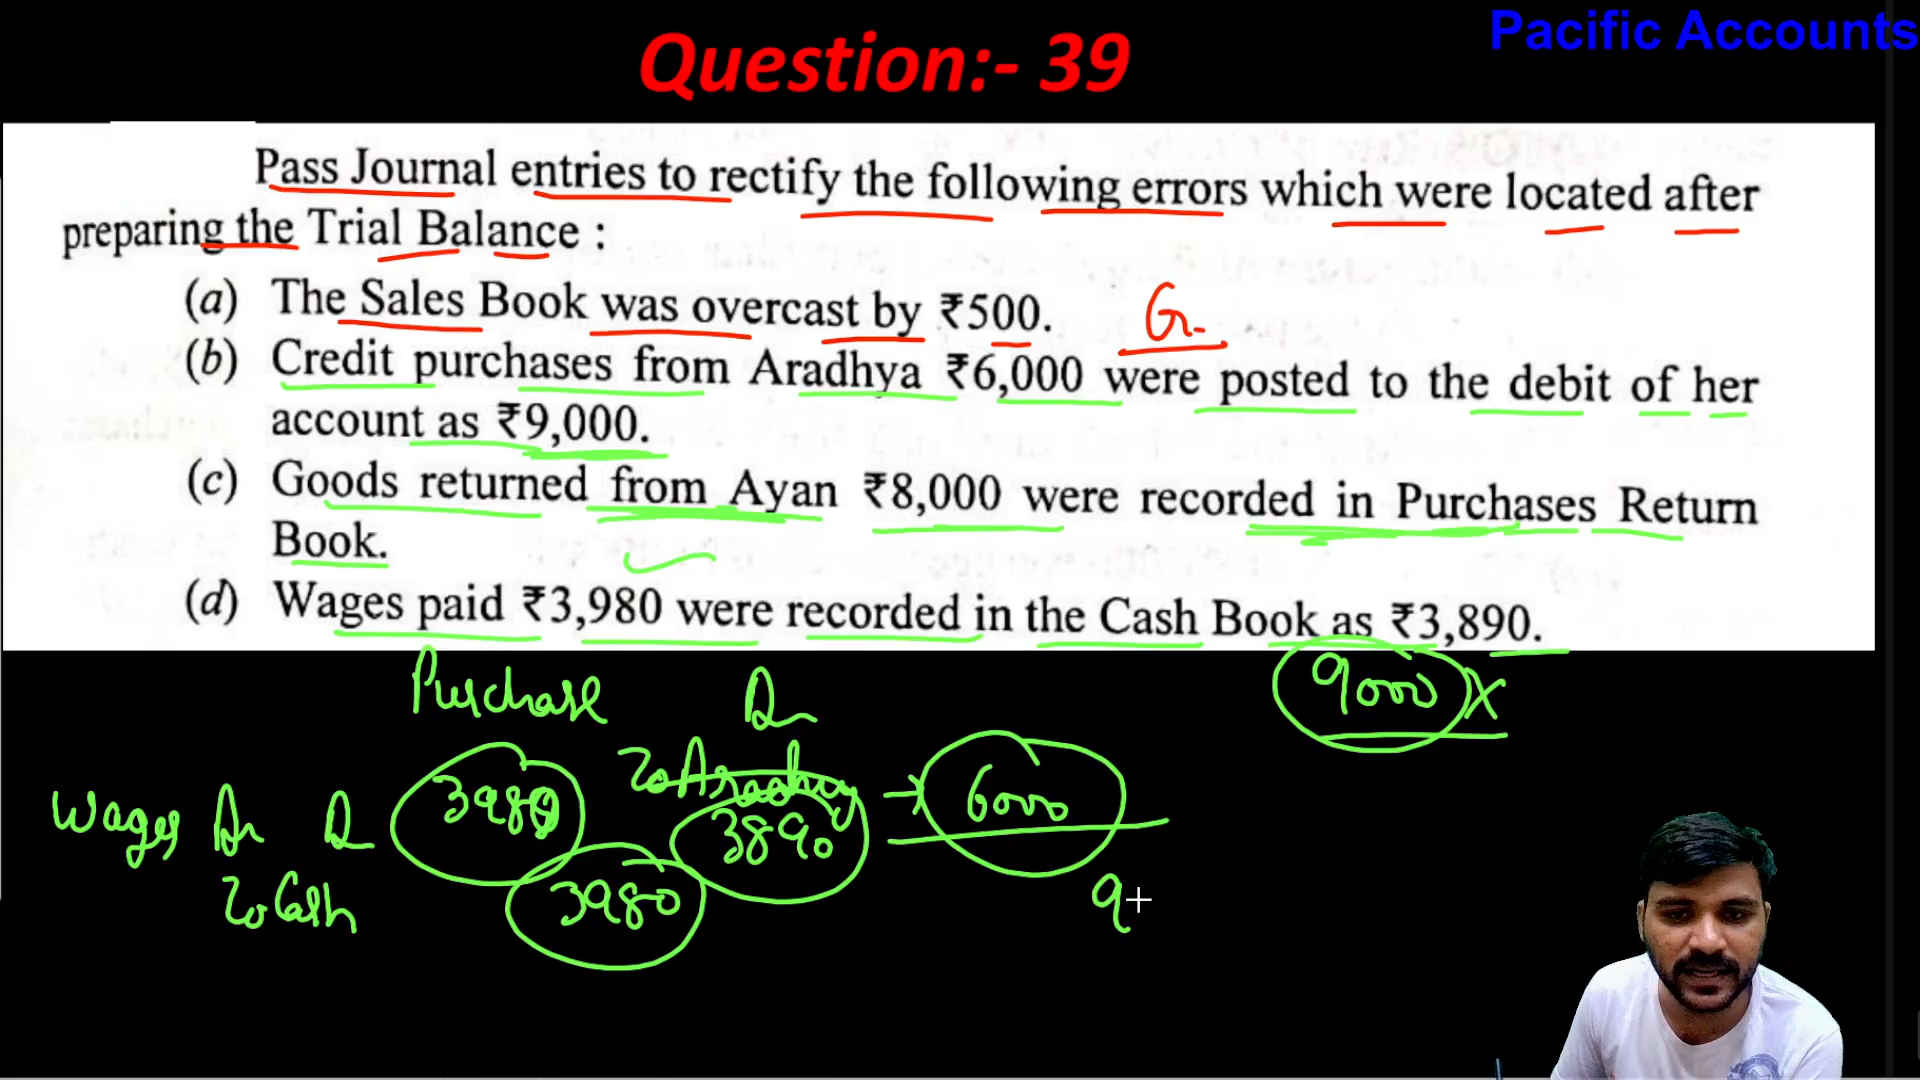 Question:- 39
Pacific Accounts
Pass Journal entries to rectify the following errors which were located after
preparing the Trial Balance :
(a) The Sales Book was overcast by ₹500.
(b) Credit purchases from Aradhya ₹6,000 were posted to the debit of her
account as ₹9,000.
(c) Goods returned from Ayan ₹8,000 were recorded in Purchases Return
Book.
(d) Wages paid ₹3,980 were recorded in the Cash Book as ₹3,890.
Purchase Dr
9000 X
To Aradhy → 6000
Wages A/c Dr 3980 3890
To Cash 3980
9